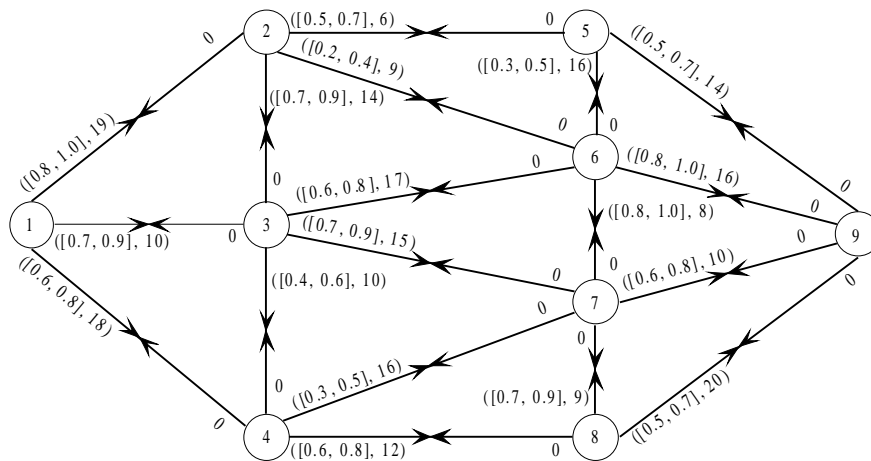 2
([0.5, 0.7], 6)
0
5
0
([0.2, 0.4], 9)
([0.3, 0.5], 16)
([0.5, 0.7], 14)
([0.8, 1.0], 19)
([0.7, 0.9], 14)
0
0
6
0
([0.6, 0.8], 17)
0
([0.8, 1.0], 16)
0
1
([0.7, 0.9], 10)
0
3
([0.7, 0.9], 15)
([0.8, 1.0], 8)
0
0
9
([0.6, 0.8], 18)
([0.4, 0.6], 10)
0
0
([0.6, 0.8], 10)
0
0
7
0
0
([0.3, 0.5], 16)
([0.7, 0.9], 9)
([0.5, 0.7], 20)
0
4
([0.6, 0.8], 12)
0
8